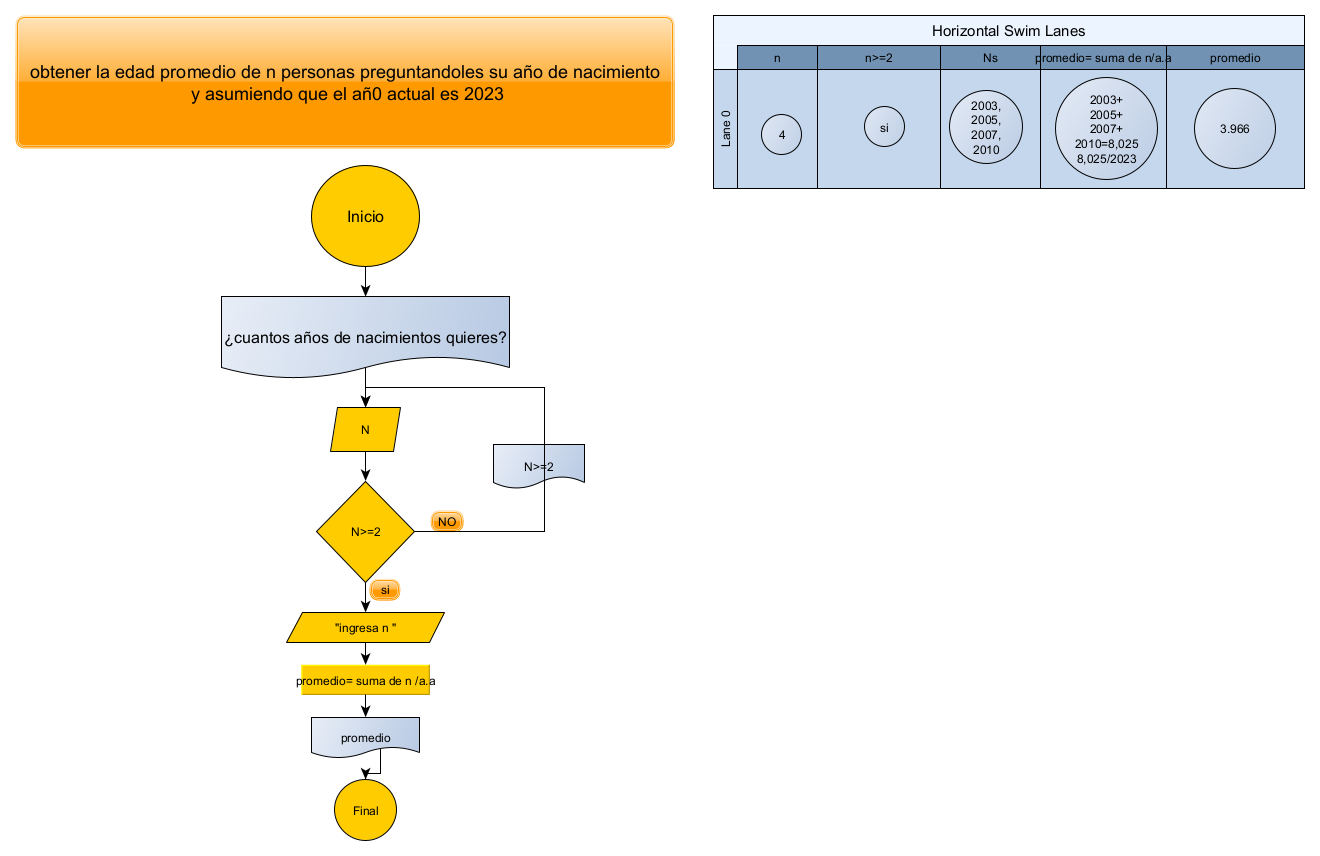 obtener la edad promedio de n personas preguntandoles su año de nacimiento
y asumiendo que el añ0 actual es 2023
Inicio
¿cuantos años de nacimientos quieres?
N
N>=2
N>=2
NO
si
"ingresa n "
promedio= suma de n /a.a
promedio
Final
Horizontal Swim Lanes
n
n>=2
Ns
promedio= suma de n/a.a
promedio
Lane 0
4
si
2003,
2005,
2007,
2010
2003+
2005+
2007+
2010=8,025
8,025/2023
3.966